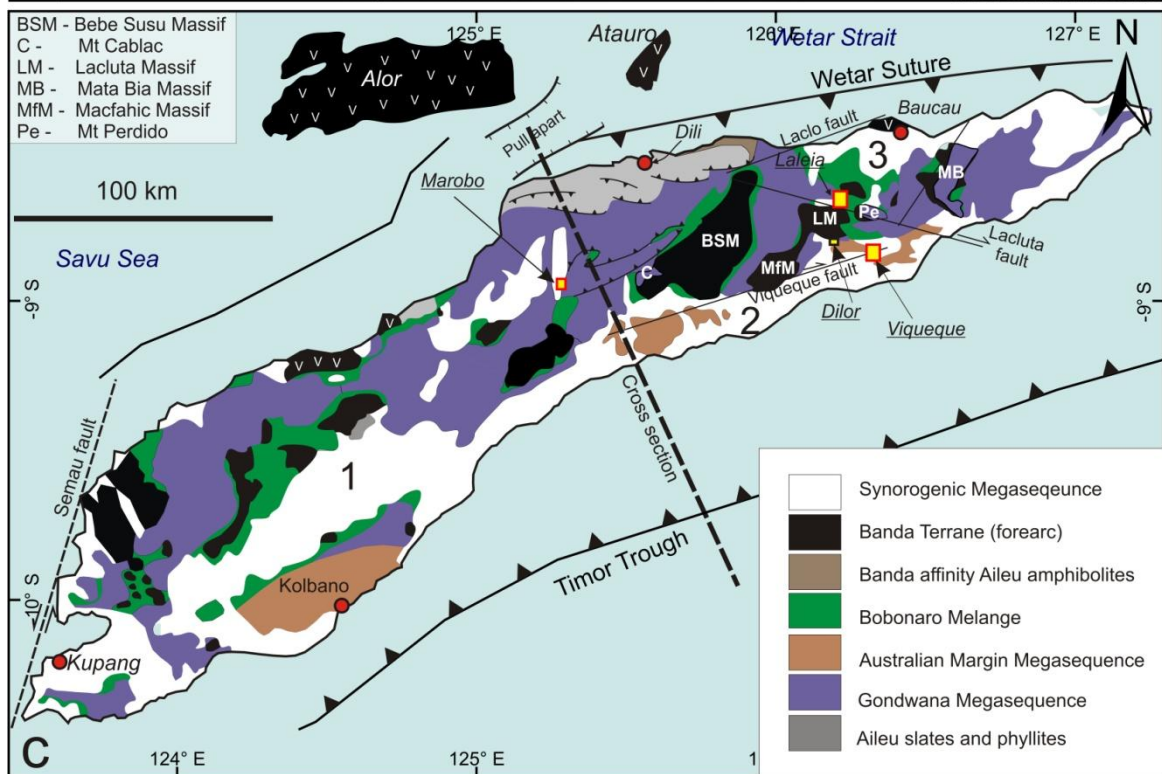 BSM - Bebe Susu Massif
C - Mt Cablac
LM - Lacluta Massif
MB - Mata Bia Massif
MfM - Macfahic Massif
Pe - Mt Perdido
125° E
126° E
127° E
Atauro
Wetar Strait
N
Alor
V V V V V V V V V V V V V
V
V
Wetar Suture
Baucau
V
Pull apart
Dili
Laclo fault
Laleia
3
MB
100 km
Marobo
LM
Pe
BSM
Lacluta
fault
Savu Sea
C
MfM
Viqueque fault
-9° S
-9° S
2
Dilor
Viqueque
V V V
Semau fault
Cross section
1
Timor Trough
Kolbano
-10° S
Kupang
C
124° E
125° E
1
Synorogenic Megaseqeunce
Banda Terrane (forearc)
Banda affinity Aileu amphibolites
Bobonaro Melange
Australian Margin Megasequence
Gondwana Megasequence
Aileu slates and phyllites